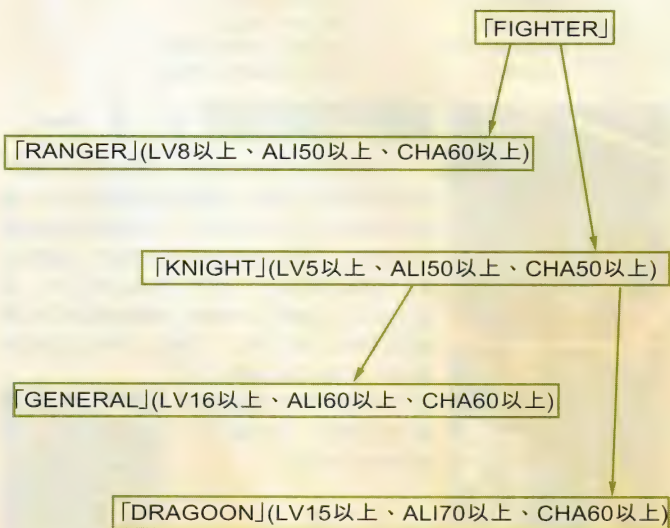 「FIGHTER」
「RANGER」(LV8以上、ALI50以上、CHA60以上)
「KNIGHT」(LV5以上、ALI50以上、CHA50以上)
「GENERAL」(LV16以上、ALI60以上、CHA60以上)
「DRAGOON」(LV15以上、ALI70以上、CHA60以上)